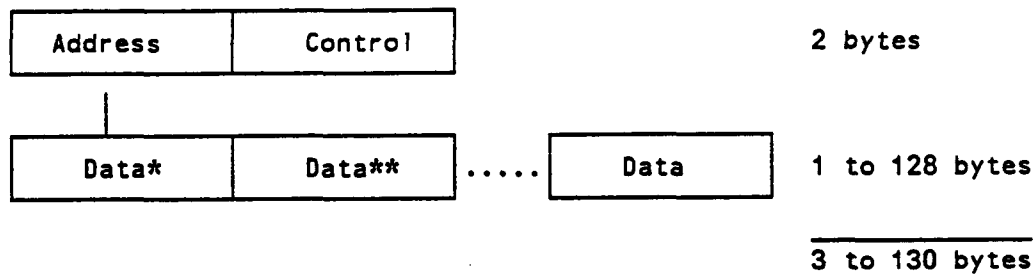 Address Control 2 bytes
Data* Data** ..... Data 1 to 128 bytes
3 to 130 bytes